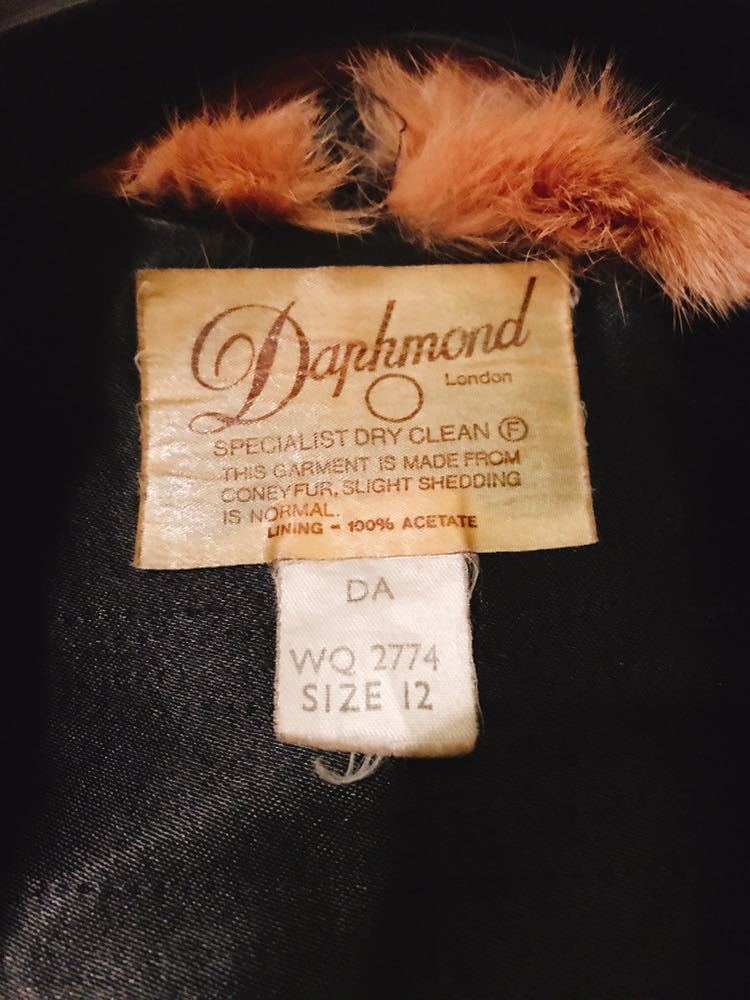 Daphmond
London
SPECIALIST DRY CLEAN Ⓕ
THIS GARMENT IS MADE FROM
CONEY FUR, SLIGHT SHEDDING
IS NORMAL.
LINING - 100% ACETATE
DA
WQ 2774
SIZE 12